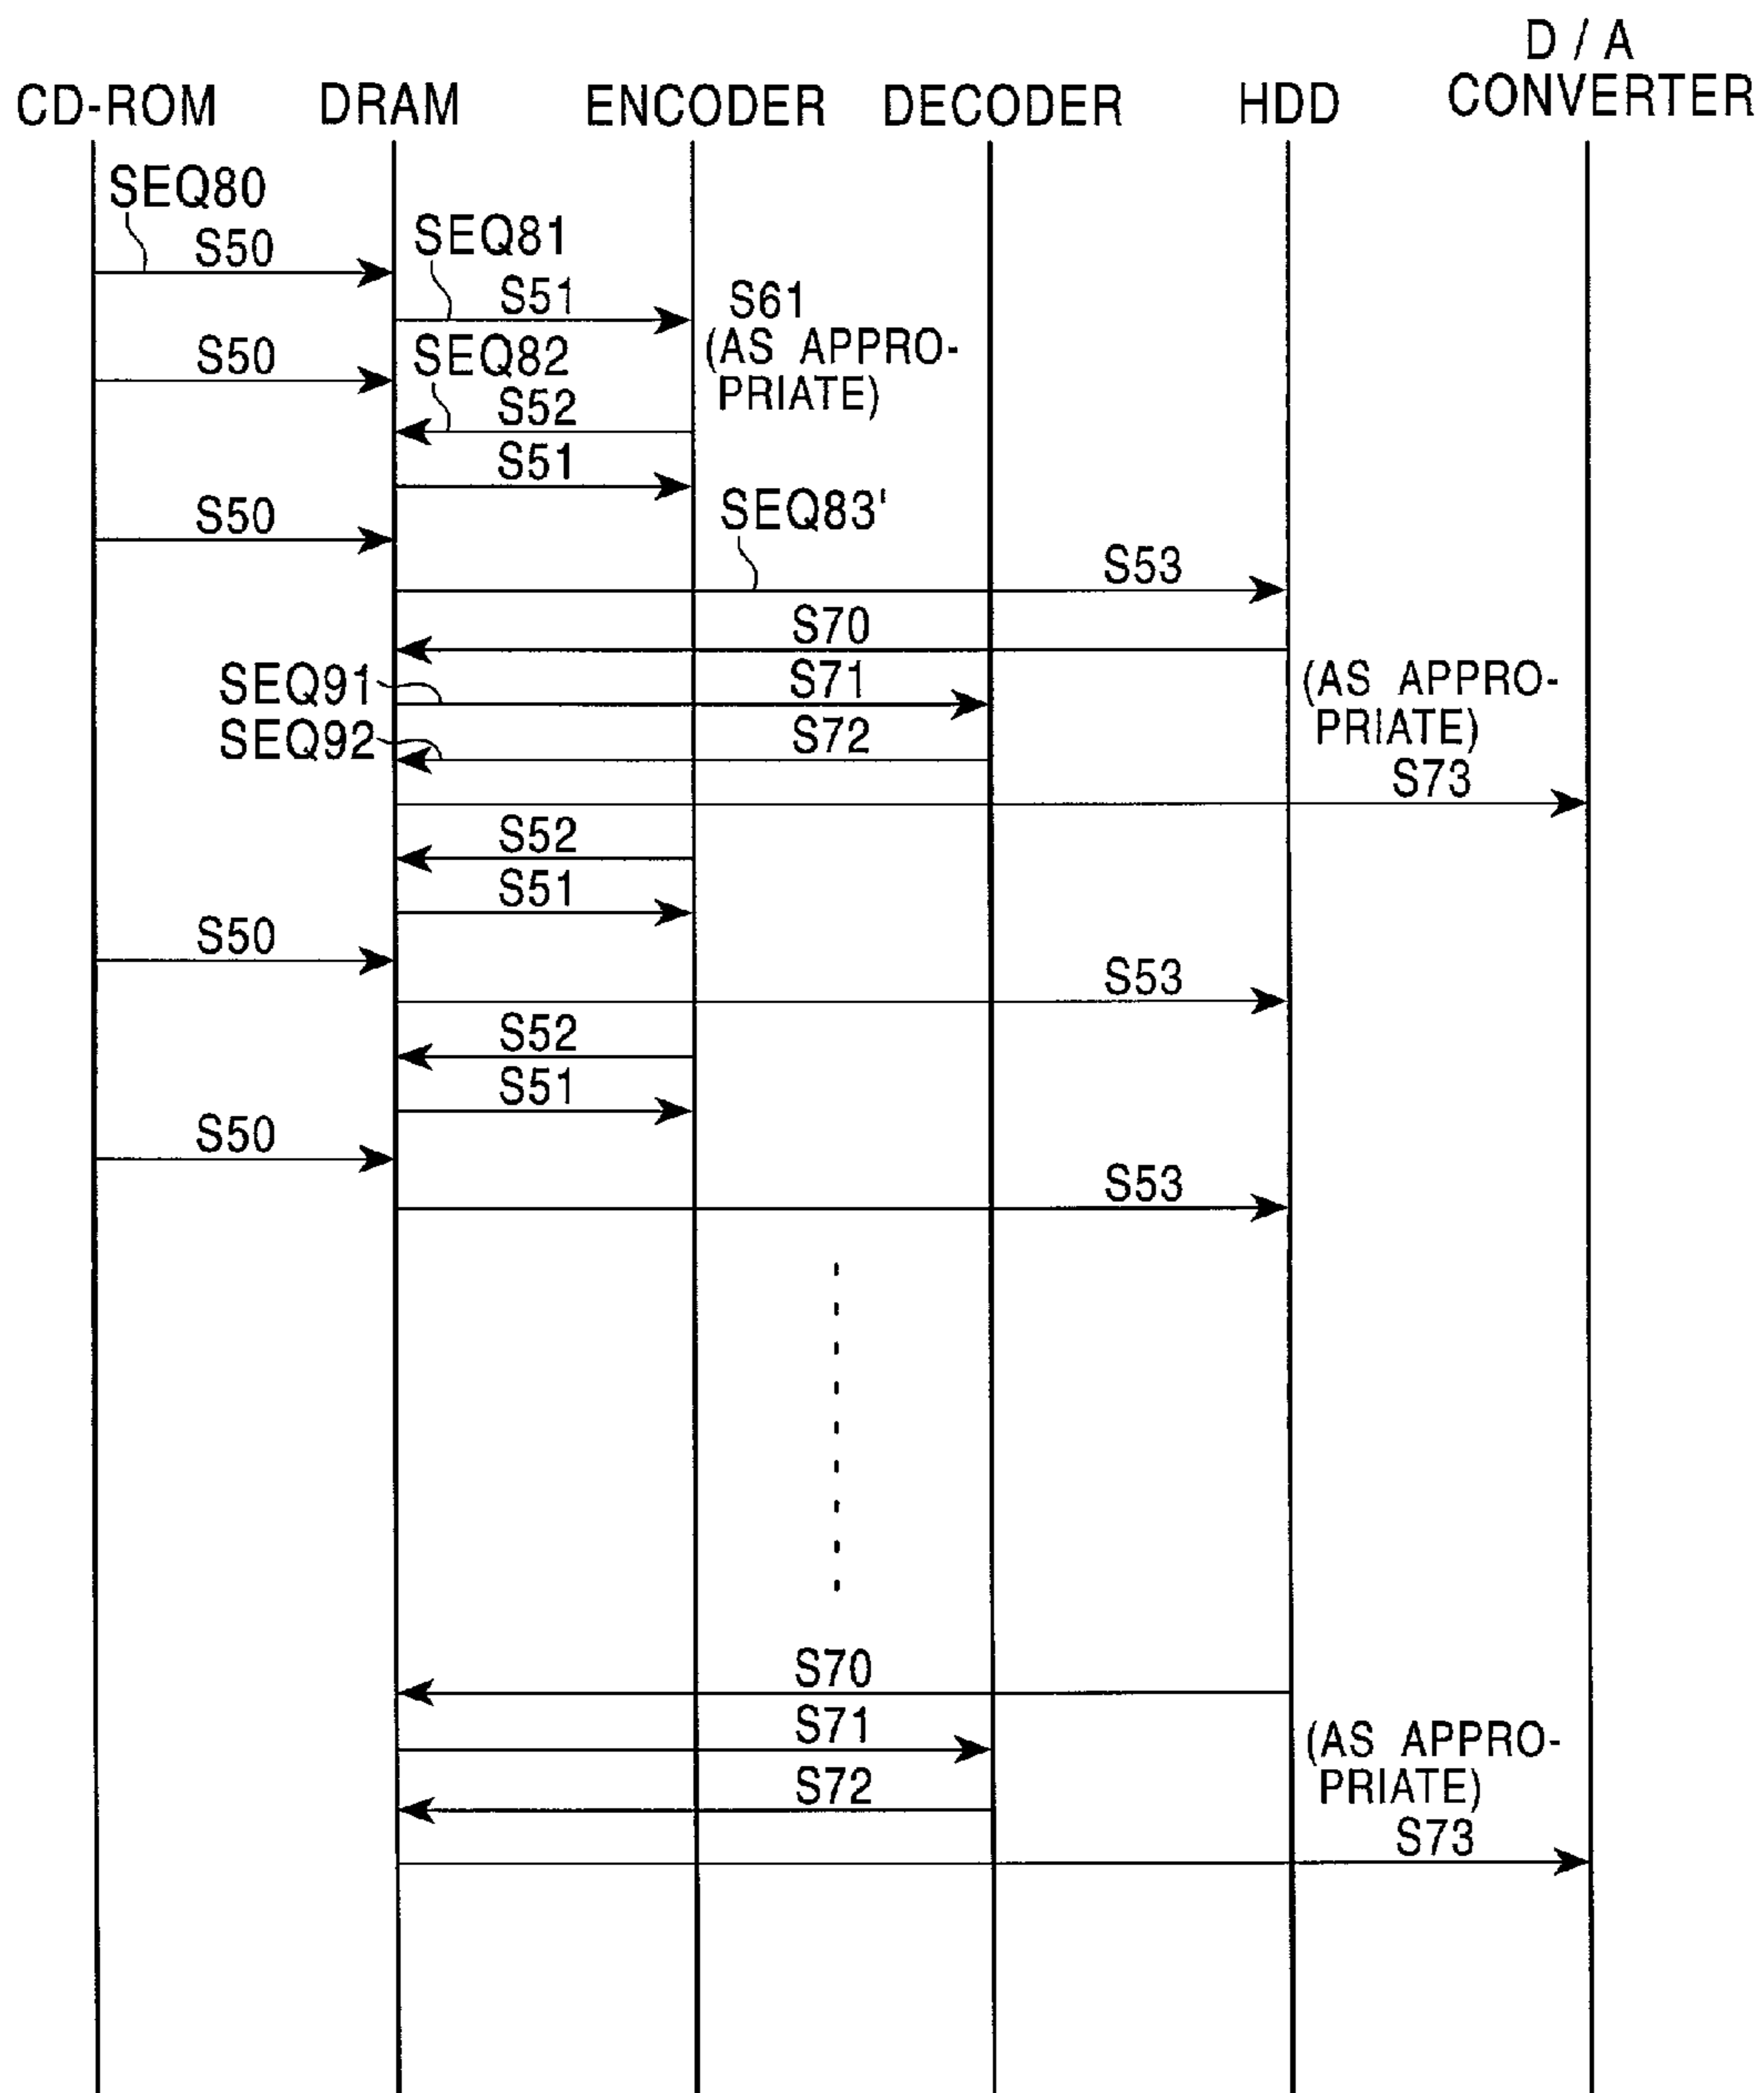 D / A
CD-ROM DRAM ENCODER DECODER HDD CONVERTER
SEQ80
S50
SEQ81
S51
S61
(AS APPRO-
PRIATE)
S50
SEQ82
S52
S51
S50
SEQ83'
S53
S70
SEQ91
S71
(AS APPRO-
PRIATE)
SEQ92
S72
S73
S52
S51
S50
S53
S52
S51
S50
S53
S70
S71
(AS APPRO-
PRIATE)
S72
S73